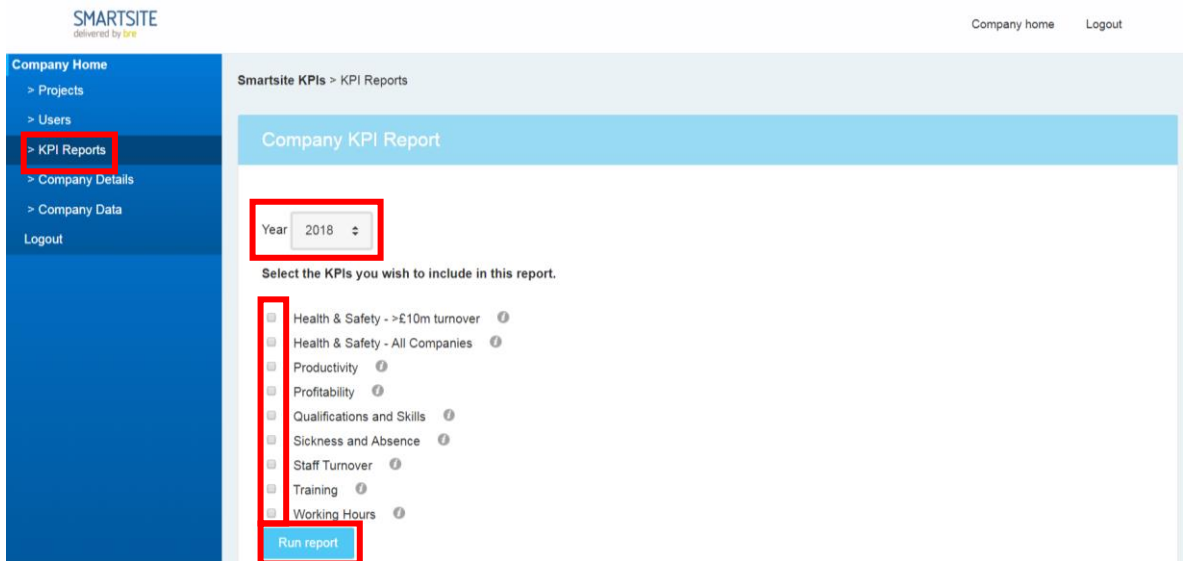 SMARTSITE
delivered by bre
Company home Logout
Company Home
> Projects
> Users
> KPI Reports
> Company Details
> Company Data
Logout
Smartsite KPIs > KPI Reports
Company KPI Report
Year 2018
Select the KPIs you wish to include in this report.
Health & Safety - >£10m turnover i
Health & Safety - All Companies i
Productivity i
Profitability i
Qualifications and Skills i
Sickness and Absence i
Staff Turnover i
Training i
Working Hours i
Run report